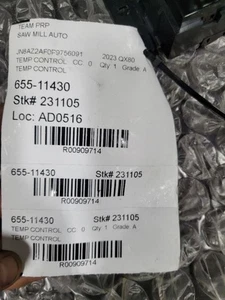 TEAM PRP
SAW MILL AUTO
JN8AZ2AF0P9756091 2023 QX80
TEMP CONTROL CC: 0 Qty 1 Grade: A
TEMP CONTROL
655-11430
Stk# 231105
Loc: AD0516
R00909714
655-11430 Stk# 231105
R00909714
655-11430 Stk# 231105
TEMP CONTROL CC: 0 Qty 1 Grade: A
TEMP CONTROL
R00909714